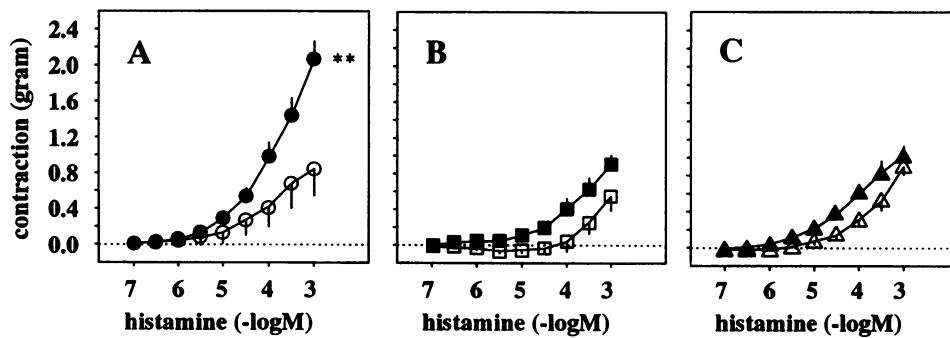 A
B
C
**
contraction (gram)
2.4
2.0
1.6
1.2
0.8
0.4
0.0
7 6 5 4 3
7 6 5 4 3
7 6 5 4 3
histamine (-logM)
histamine (-logM)
histamine (-logM)